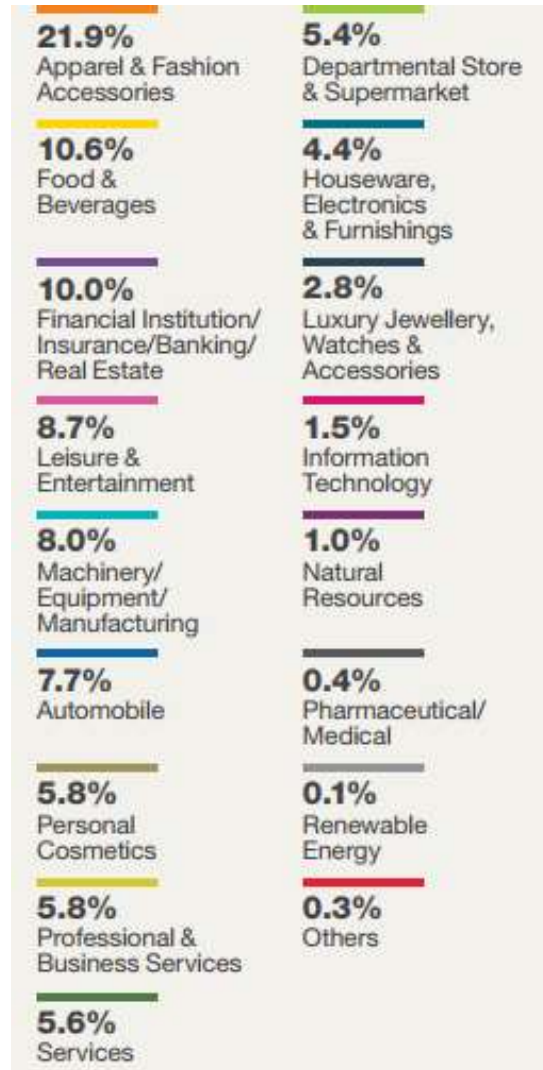 21.9%
Apparel & Fashion
Accessories
10.6%
Food &
Beverages
10.0%
Financial Institution/
Insurance/Banking/
Real Estate
8.7%
Leisure &
Entertainment
8.0%
Machinery/
Equipment/
Manufacturing
7.7%
Automobile
5.8%
Personal
Cosmetics
5.8%
Professional &
Business Services
5.6%
Services
5.4%
Departmental Store
& Supermarket
4.4%
Houseware,
Electronics
& Furnishings
2.8%
Luxury Jewellery,
Watches &
Accessories
1.5%
Information
Technology
1.0%
Natural
Resources
0.4%
Pharmaceutical/
Medical
0.1%
Renewable
Energy
0.3%
Others